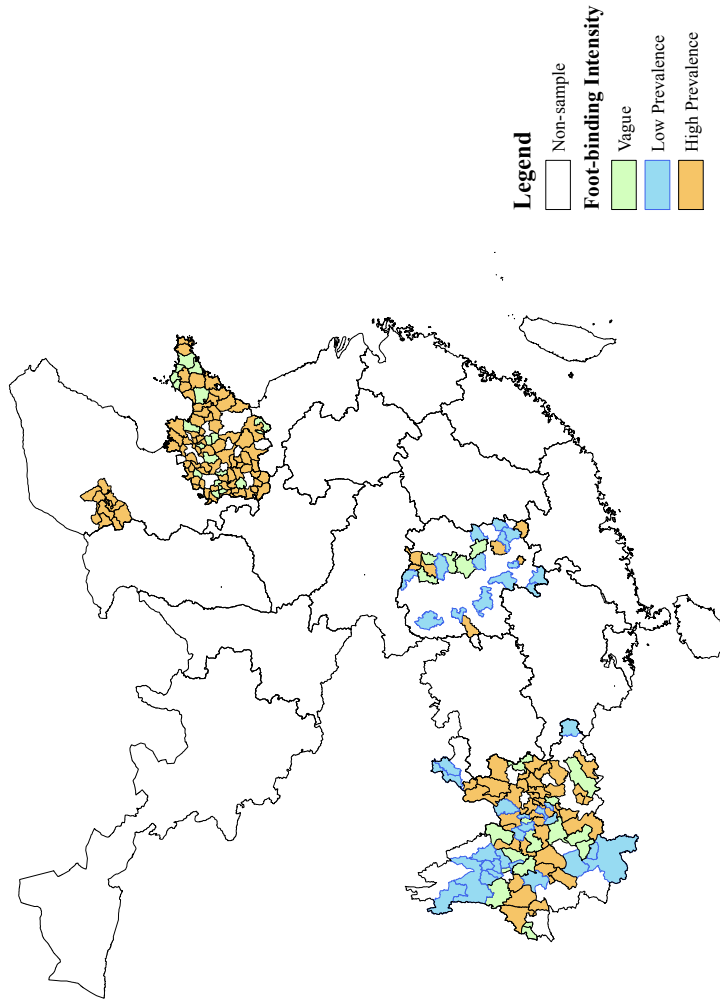 Legend
Non-sample
Foot-binding Intensity
Vague
Low Prevalence
High Prevalence